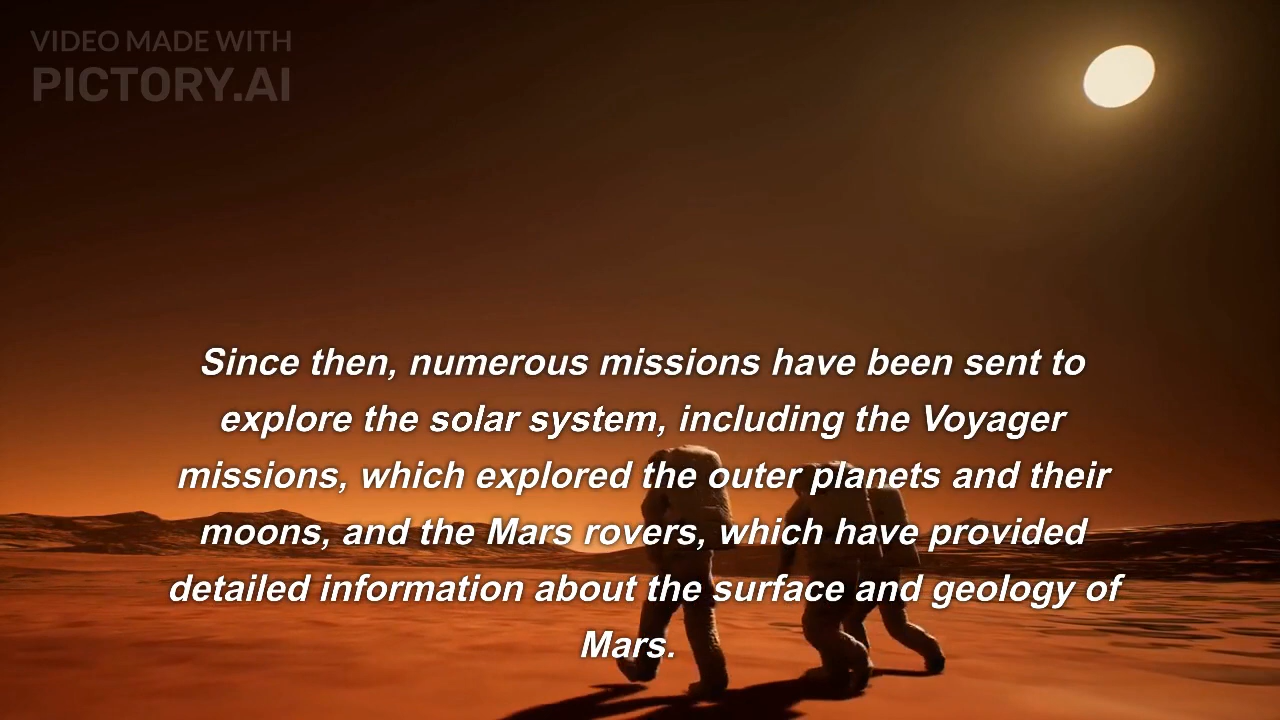 VIDEO MADE WITH
PICTORY.AI
Since then, numerous missions have been sent to
explore the solar system, including the Voyager
missions, which explored the outer planets and their
moons, and the Mars rovers, which have provided
detailed information about the surface and geology of
Mars.